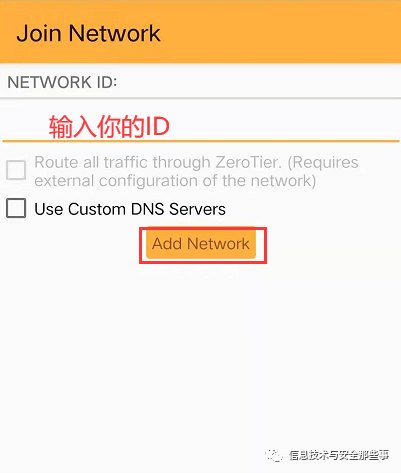 Join Network
NETWORK ID:
输入你的ID
Route all traffic through ZeroTier. (Requires
external configuration of the network)
Use Custom DNS Servers
Add Network
信息技术与安全那些事